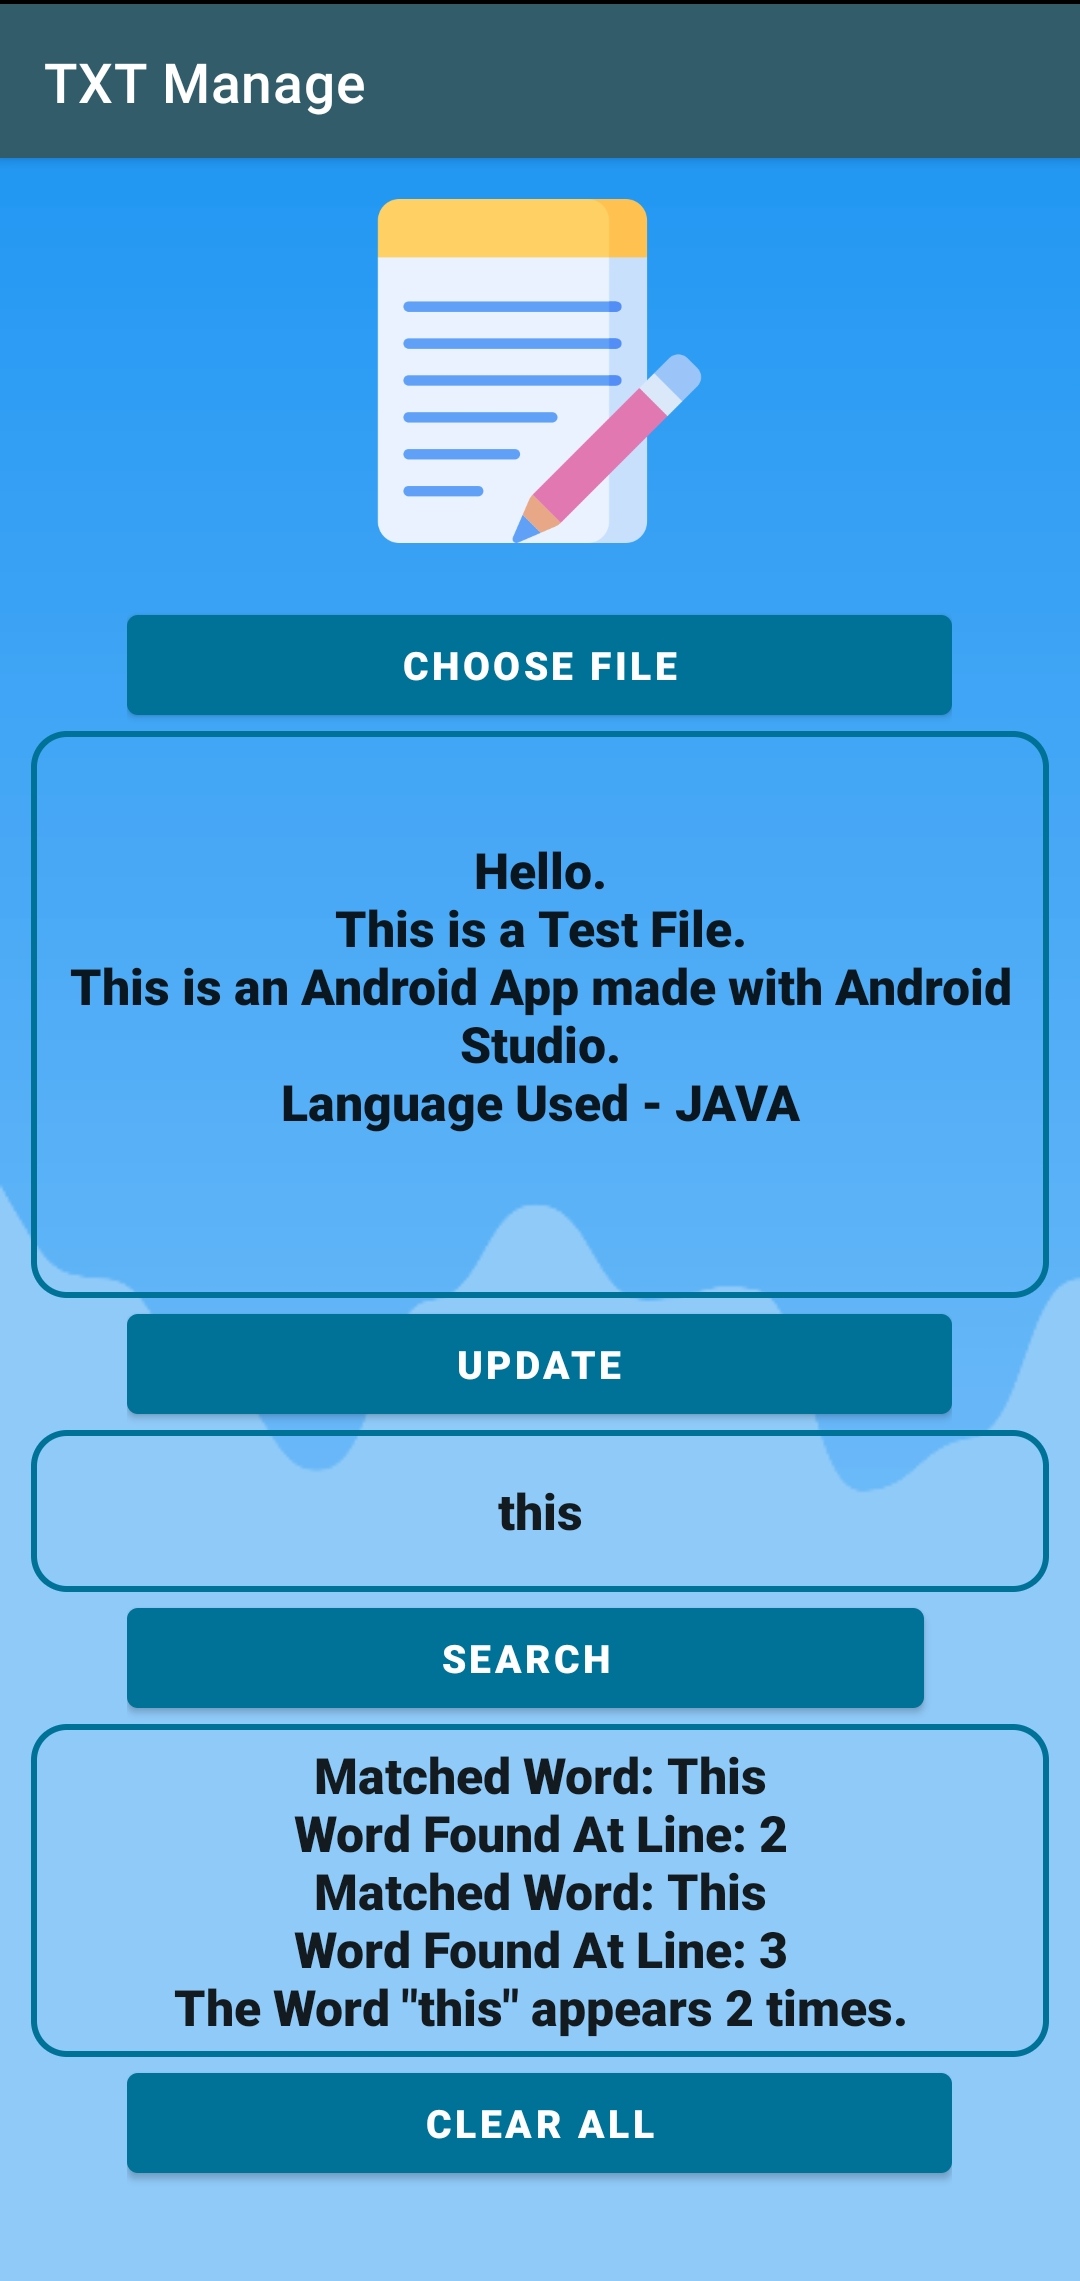 TXT Manage
CHOOSE FILE
Hello.
This is a Test File.
This is an Android App made with Android
Studio.
Language Used - JAVA
UPDATE
this
SEARCH
Matched Word: This
Word Found At Line: 2
Matched Word: This
Word Found At Line: 3
The Word "this" appears 2 times.
CLEAR ALL